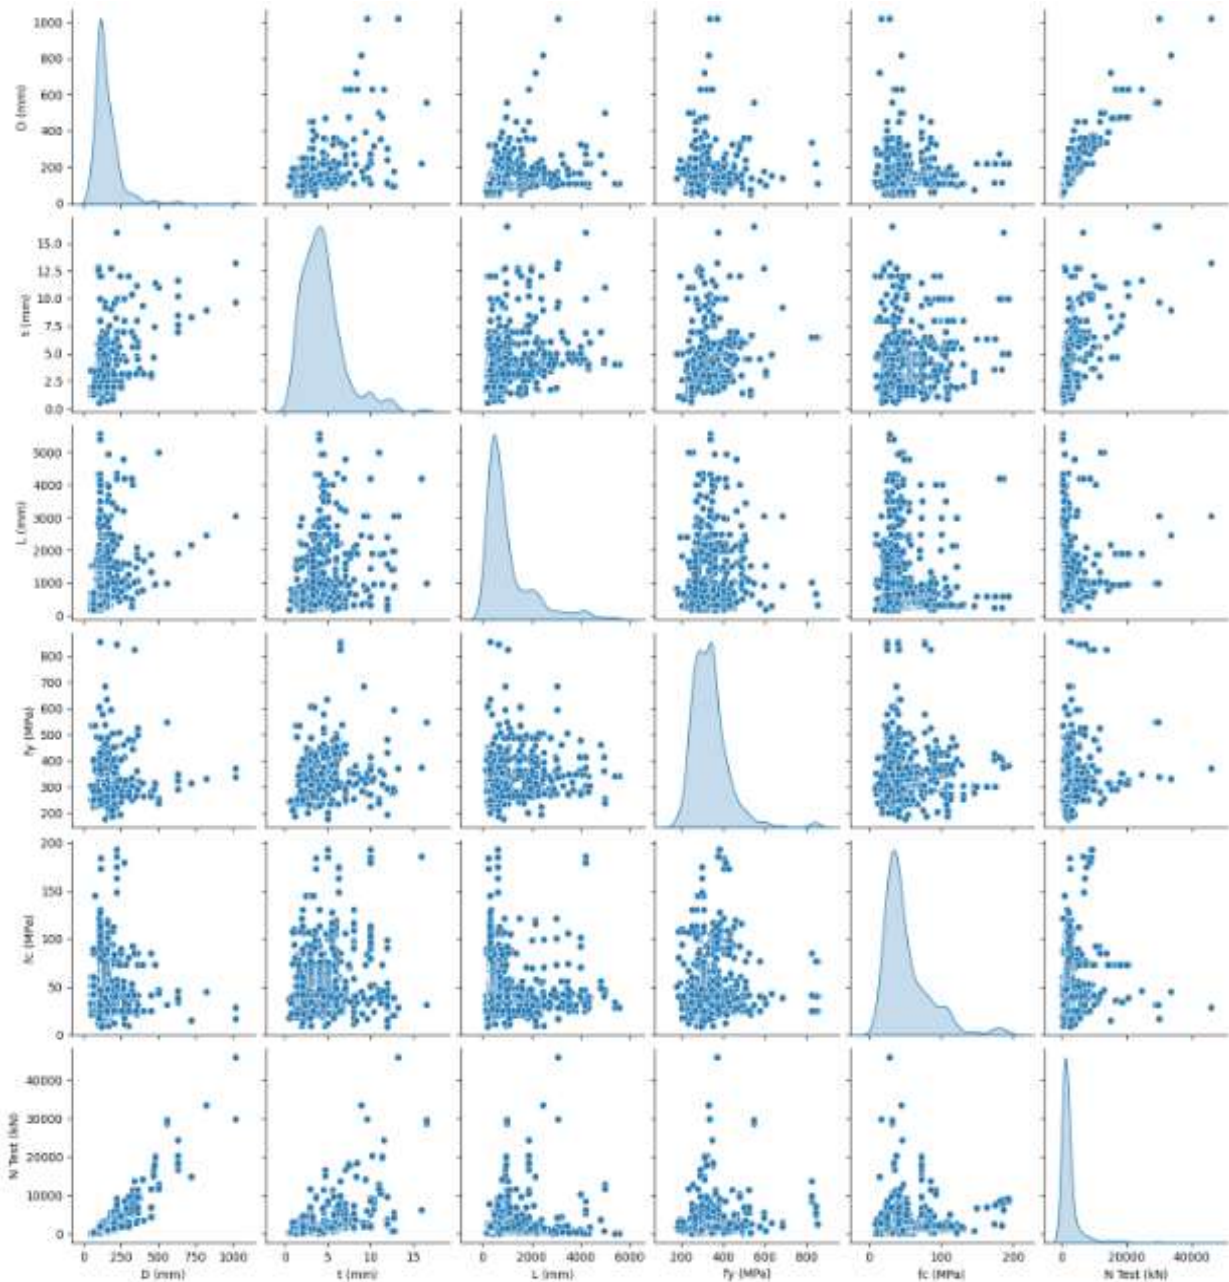 1000
800
600
400
200
0
D (mm)
15.0
12.5
10.0
7.5
5.0
2.5
0.0
t (mm)
5000
4000
3000
2000
1000
0
L (mm)
800
700
600
500
400
300
200
Fy (MPa)
200
150
100
50
0
fc (MPa)
40000
30000
20000
10000
0
N Test (kN)
0 250 500 750 1000
D (mm)
0 5 10 15
t (mm)
0 2000 4000 6000
L (mm)
200 400 600 800
Fy (MPa)
0 100 200
fc (MPa)
0 20000 40000
N Test (kN)